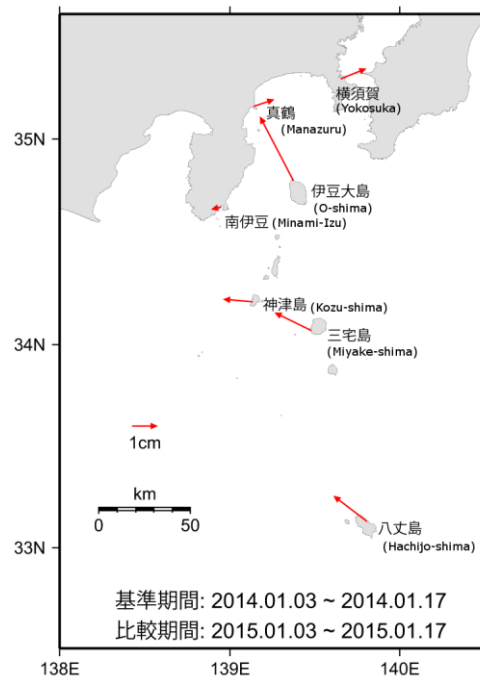 横須賀
(Yokosuka)
真鶴
(Manazuru)
35N
伊豆大島
(O-shima)
南伊豆 (Minami-Izu)
神津島 (Kozu-shima)
三宅島
34N
(Miyake-shima)
1cm
km
0 50
八丈島
33N
(Hachijo-shima)
基準期間: 2014.01.03 ~ 2014.01.17
比較期間: 2015.01.03 ~ 2015.01.17
138E 139E 140E